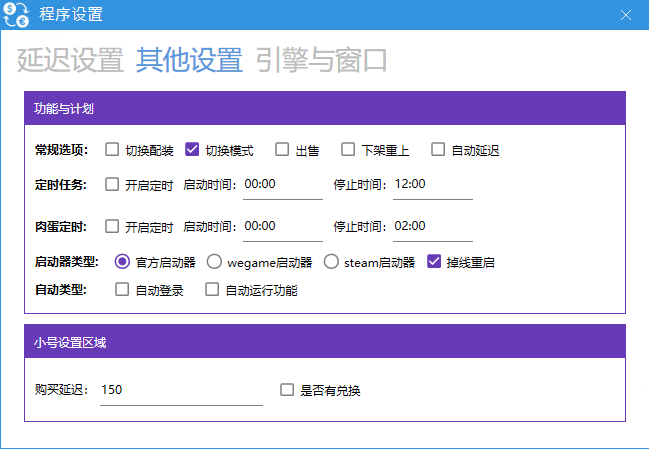 程序设置
延迟设置 其他设置 引擎与窗口
功能与计划
常规选项: 切换配装 切换模式 出售 下架重上 自动延迟
定时任务: 开启定时 启动时间: 00:00 停止时间: 12:00
肉蛋定时: 开启定时 启动时间: 00:00 停止时间: 02:00
启动器类型: 官方启动器 wegame启动器 steam启动器 掉线重启
自动类型: 自动登录 自动运行功能
小号设置区域
购买延迟: 150 是否有兑换